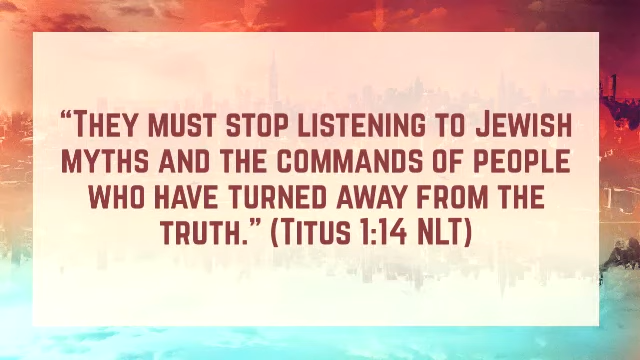 “They must stop listening to Jewish
myths and the commands of people
who have turned away from the
truth.” (Titus 1:14 NLT)